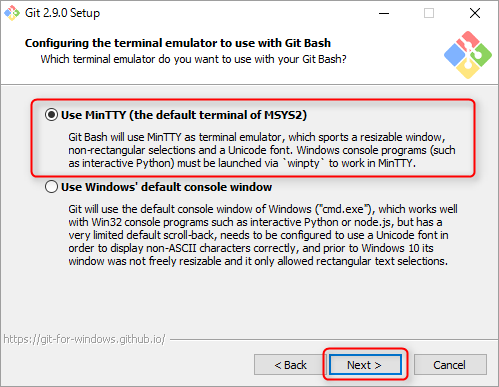 Git 2.9.0 Setup
Configuring the terminal emulator to use with Git Bash
Which terminal emulator do you want to use with your Git Bash?
Use MinTTY (the default terminal of MSYS2)
Git Bash will use MinTTY as terminal emulator, which sports a resizable window,
non-rectangular selections and a Unicode font. Windows console programs (such
as interactive Python) must be launched via `winpty` to work in MinTTY.
Use Windows' default console window
Git will use the default console window of Windows ("cmd.exe"), which works well
with Win32 console programs such as interactive Python or node.js, but has a
very limited default scroll-back, needs to be configured to use a Unicode font in
order to display non-ASCII characters correctly, and prior to Windows 10 its
window was not freely resizable and it only allowed rectangular text selections.
https://git-for-windows.github.io/
< Back
Next >
Cancel